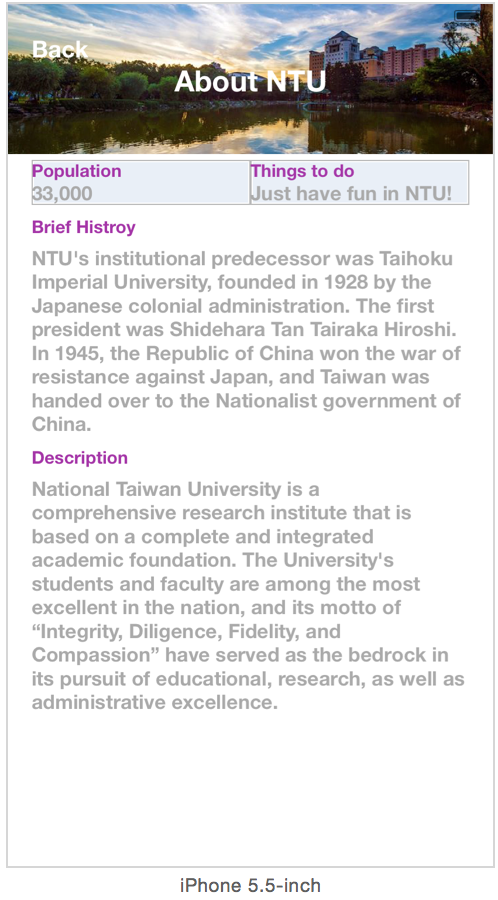 Back
About NTU
Population
Things to do
33,000
Just have fun in NTU!
Brief Histroy
NTU's institutional predecessor was Taihoku
Imperial University, founded in 1928 by the
Japanese colonial administration. The first
president was Shidehara Tan Tairaka Hiroshi.
In 1945, the Republic of China won the war of
resistance against Japan, and Taiwan was
handed over to the Nationalist government of
China.
Description
National Taiwan University is a
comprehensive research institute that is
based on a complete and integrated
academic foundation. The University's
students and faculty are among the most
excellent in the nation, and its motto of
“Integrity, Diligence, Fidelity, and
Compassion” have served as the bedrock in
its pursuit of educational, research, as well as
administrative excellence.
iPhone 5.5-inch